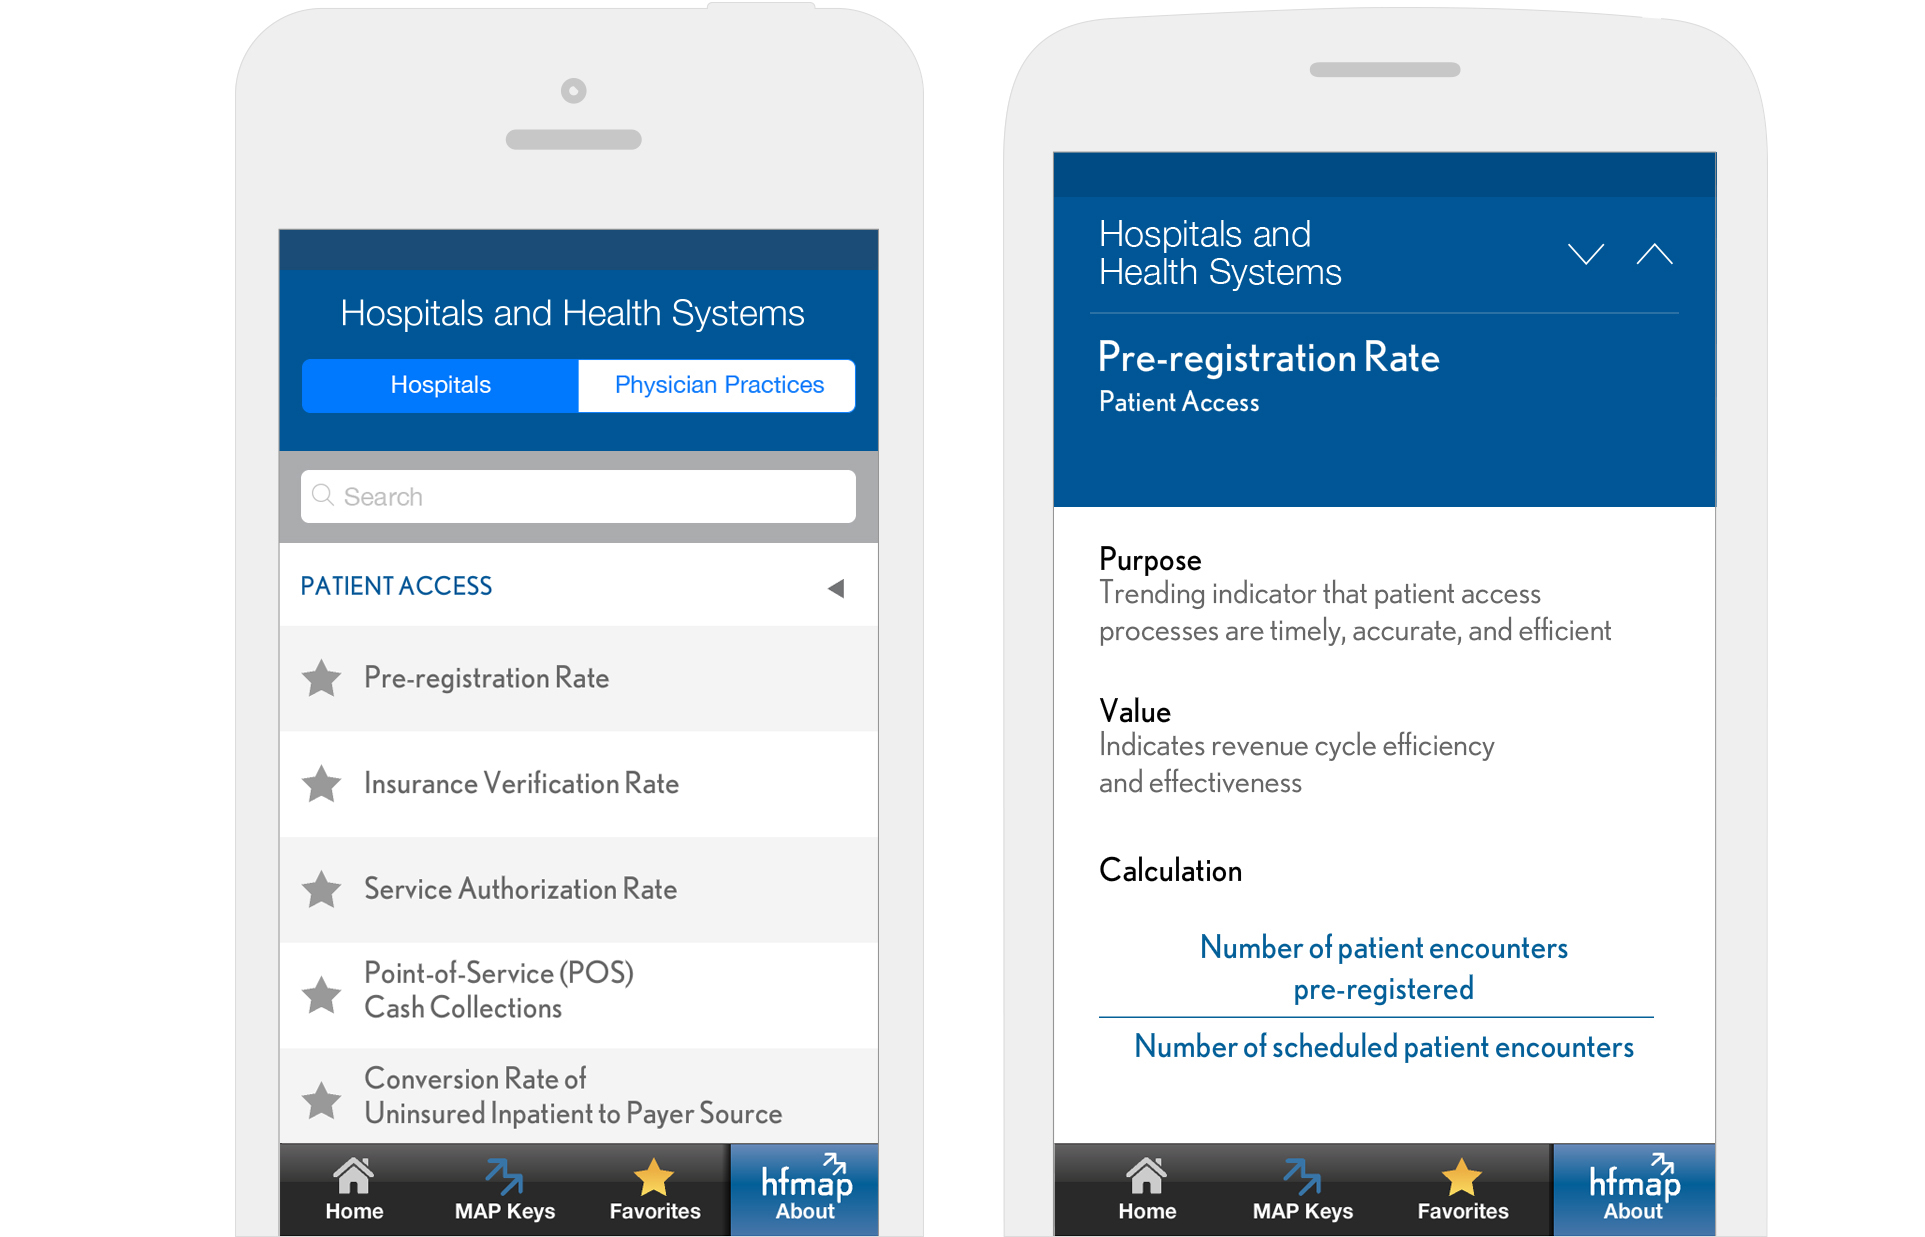 Hospitals and Health Systems
Hospitals
Physician Practices
Search
PATIENT ACCESS
Pre-registration Rate
Insurance Verification Rate
Service Authorization Rate
Point-of-Service (POS)
Cash Collections
Conversion Rate of
Uninsured Inpatient to Payer Source
Home
MAP Keys
Favorites
hfmap
About
Hospitals and
Health Systems
Pre-registration Rate
Patient Access
Purpose
Trending indicator that patient access
processes are timely, accurate, and efficient
Value
Indicates revenue cycle efficiency
and effectiveness
Calculation
Number of patient encounters
pre-registered
Number of scheduled patient encounters
Home
MAP Keys
Favorites
hfmap
About